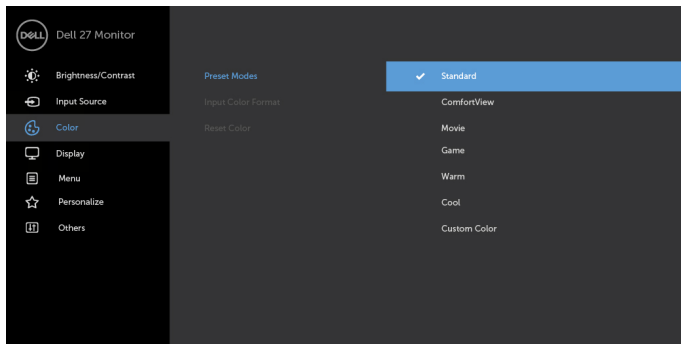 DELL Dell 27 Monitor
Brightness/Contrast Preset Modes Standard
Input Source Input Color Format ComfortView
Color Reset Color Movie
Display Game
Menu Warm
Personalize Cool
Others Custom Color